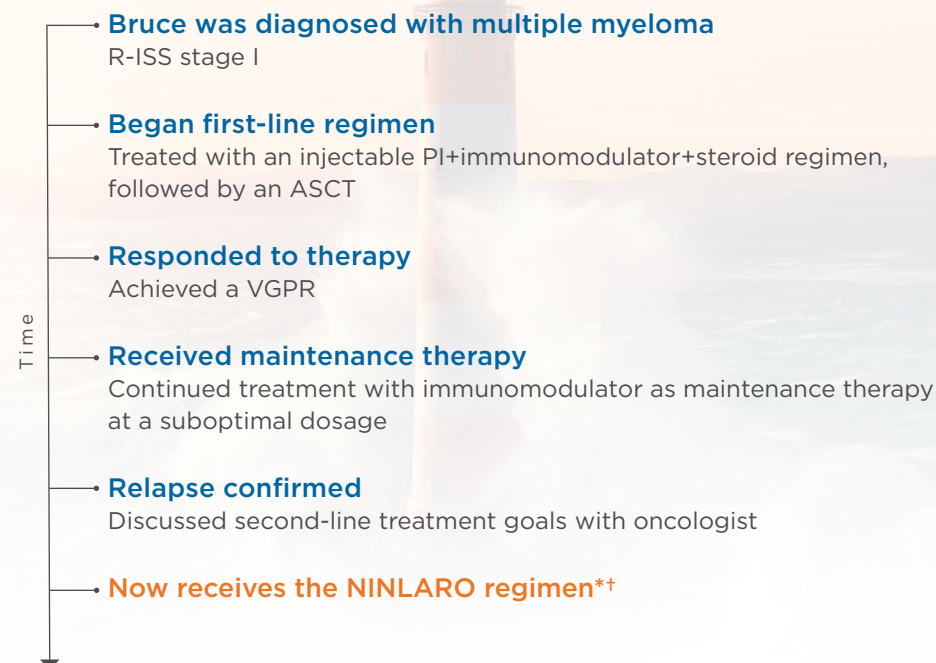 Bruce was diagnosed with multiple myeloma
R-ISS stage I
Began first-line regimen
Treated with an injectable PI+immunomodulator+steroid regimen,
followed by an ASCT
Responded to therapy
Achieved a VGPR
Time
Received maintenance therapy
Continued treatment with immunomodulator as maintenance therapy
at a suboptimal dosage
Relapse confirmed
Discussed second-line treatment goals with oncologist
Now receives the NINLARO regimen*†